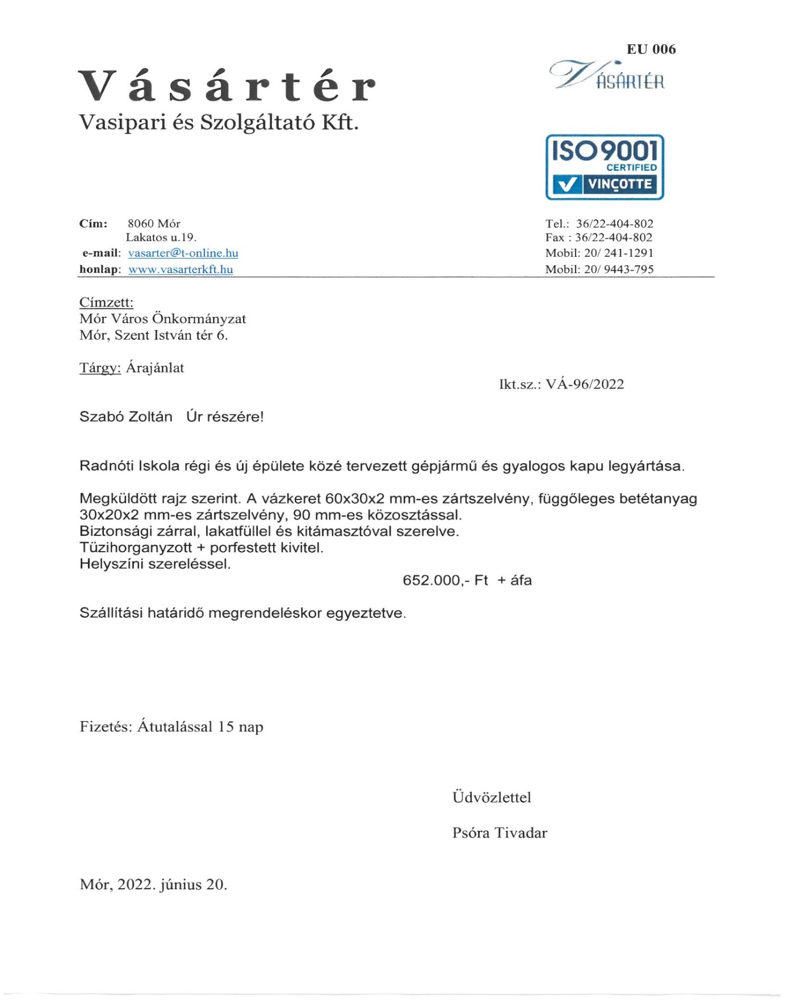 EU 006
Vásártér
VÁSÁRTÉR
Vasipari és Szolgáltató Kft.
ISO 9001
CERTIFIED
VINÇOTTE
Cím: 8060 Mór
Lakatos u.19.
e-mail: vasarter@t-online.hu
honlap: www.vasarterkft.hu
Tel.: 36/22-404-802
Fax : 36/22-404-802
Mobil: 20/ 241-1291
Mobil: 20/ 9443-795
Címzett:
Mór Város Önkormányzat
Mór, Szent István tér 6.
Tárgy: Árajánlat
Ikt.sz.: VÁ-96/2022
Szabó Zoltán Úr részére!
Radnóti Iskola régi és új épülete közé tervezett gépjármű és gyalogos kapu legyártása.
Megküldött rajz szerint. A vázkeret 60x30x2 mm-es zártszelvény, függőleges betétanyag
30x20x2 mm-es zártszelvény, 90 mm-es közosztással.
Biztonsági zárral, lakatfüllel és kitámasztóval szerelve.
Tüzihorganyzott + porfestett kivitel.
Helyszíni szereléssel.
652.000,- Ft + áfa
Szállítási határidő megrendeléskor egyeztetve.
Fizetés: Átutalással 15 nap
Üdvözlettel
Psóra Tivadar
Mór, 2022. június 20.